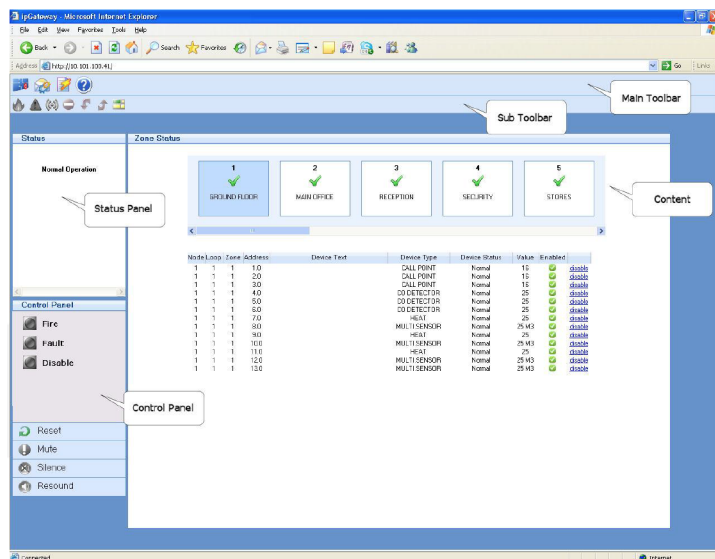 ipGateway - Microsoft Internet Explorer
File Edit View Favorites Tools Help
Back Search Favorites
Address http://10.101.100.41/ Go Links
Main Toolbar
Sub Toolbar
Status
Zone Status
Normal Operation
1 2 3 4 5
GROUND FLOOR MAIN OFFICE RECEPTION SECURITY STORES
Status Panel
Content
Node Loop Zone Address Device Text Device Type Device Status Value Enabled
1 1 1 1.0 CALL POINT Normal 16 disable
1 1 1 2.0 CALL POINT Normal 16 disable
1 1 1 3.0 CALL POINT Normal 16 disable
1 1 1 4.0 CO DETECTOR Normal 25 disable
1 1 1 5.0 CO DETECTOR Normal 25 disable
1 1 1 6.0 CO DETECTOR Normal 25 disable
1 1 1 7.0 HEAT Normal 25 disable
1 1 1 8.0 MULTI SENSOR Normal 25 M3 disable
1 1 1 9.0 HEAT Normal 25 disable
1 1 1 10.0 MULTI SENSOR Normal 25 M3 disable
1 1 1 11.0 HEAT Normal 25 disable
1 1 1 12.0 MULTI SENSOR Normal 25 M3 disable
1 1 1 13.0 MULTI SENSOR Normal 25 M3 disable
Control Panel
Fire
Fault
Disable
Control Panel
Reset
Mute
Silence
Resound
Connected Internet